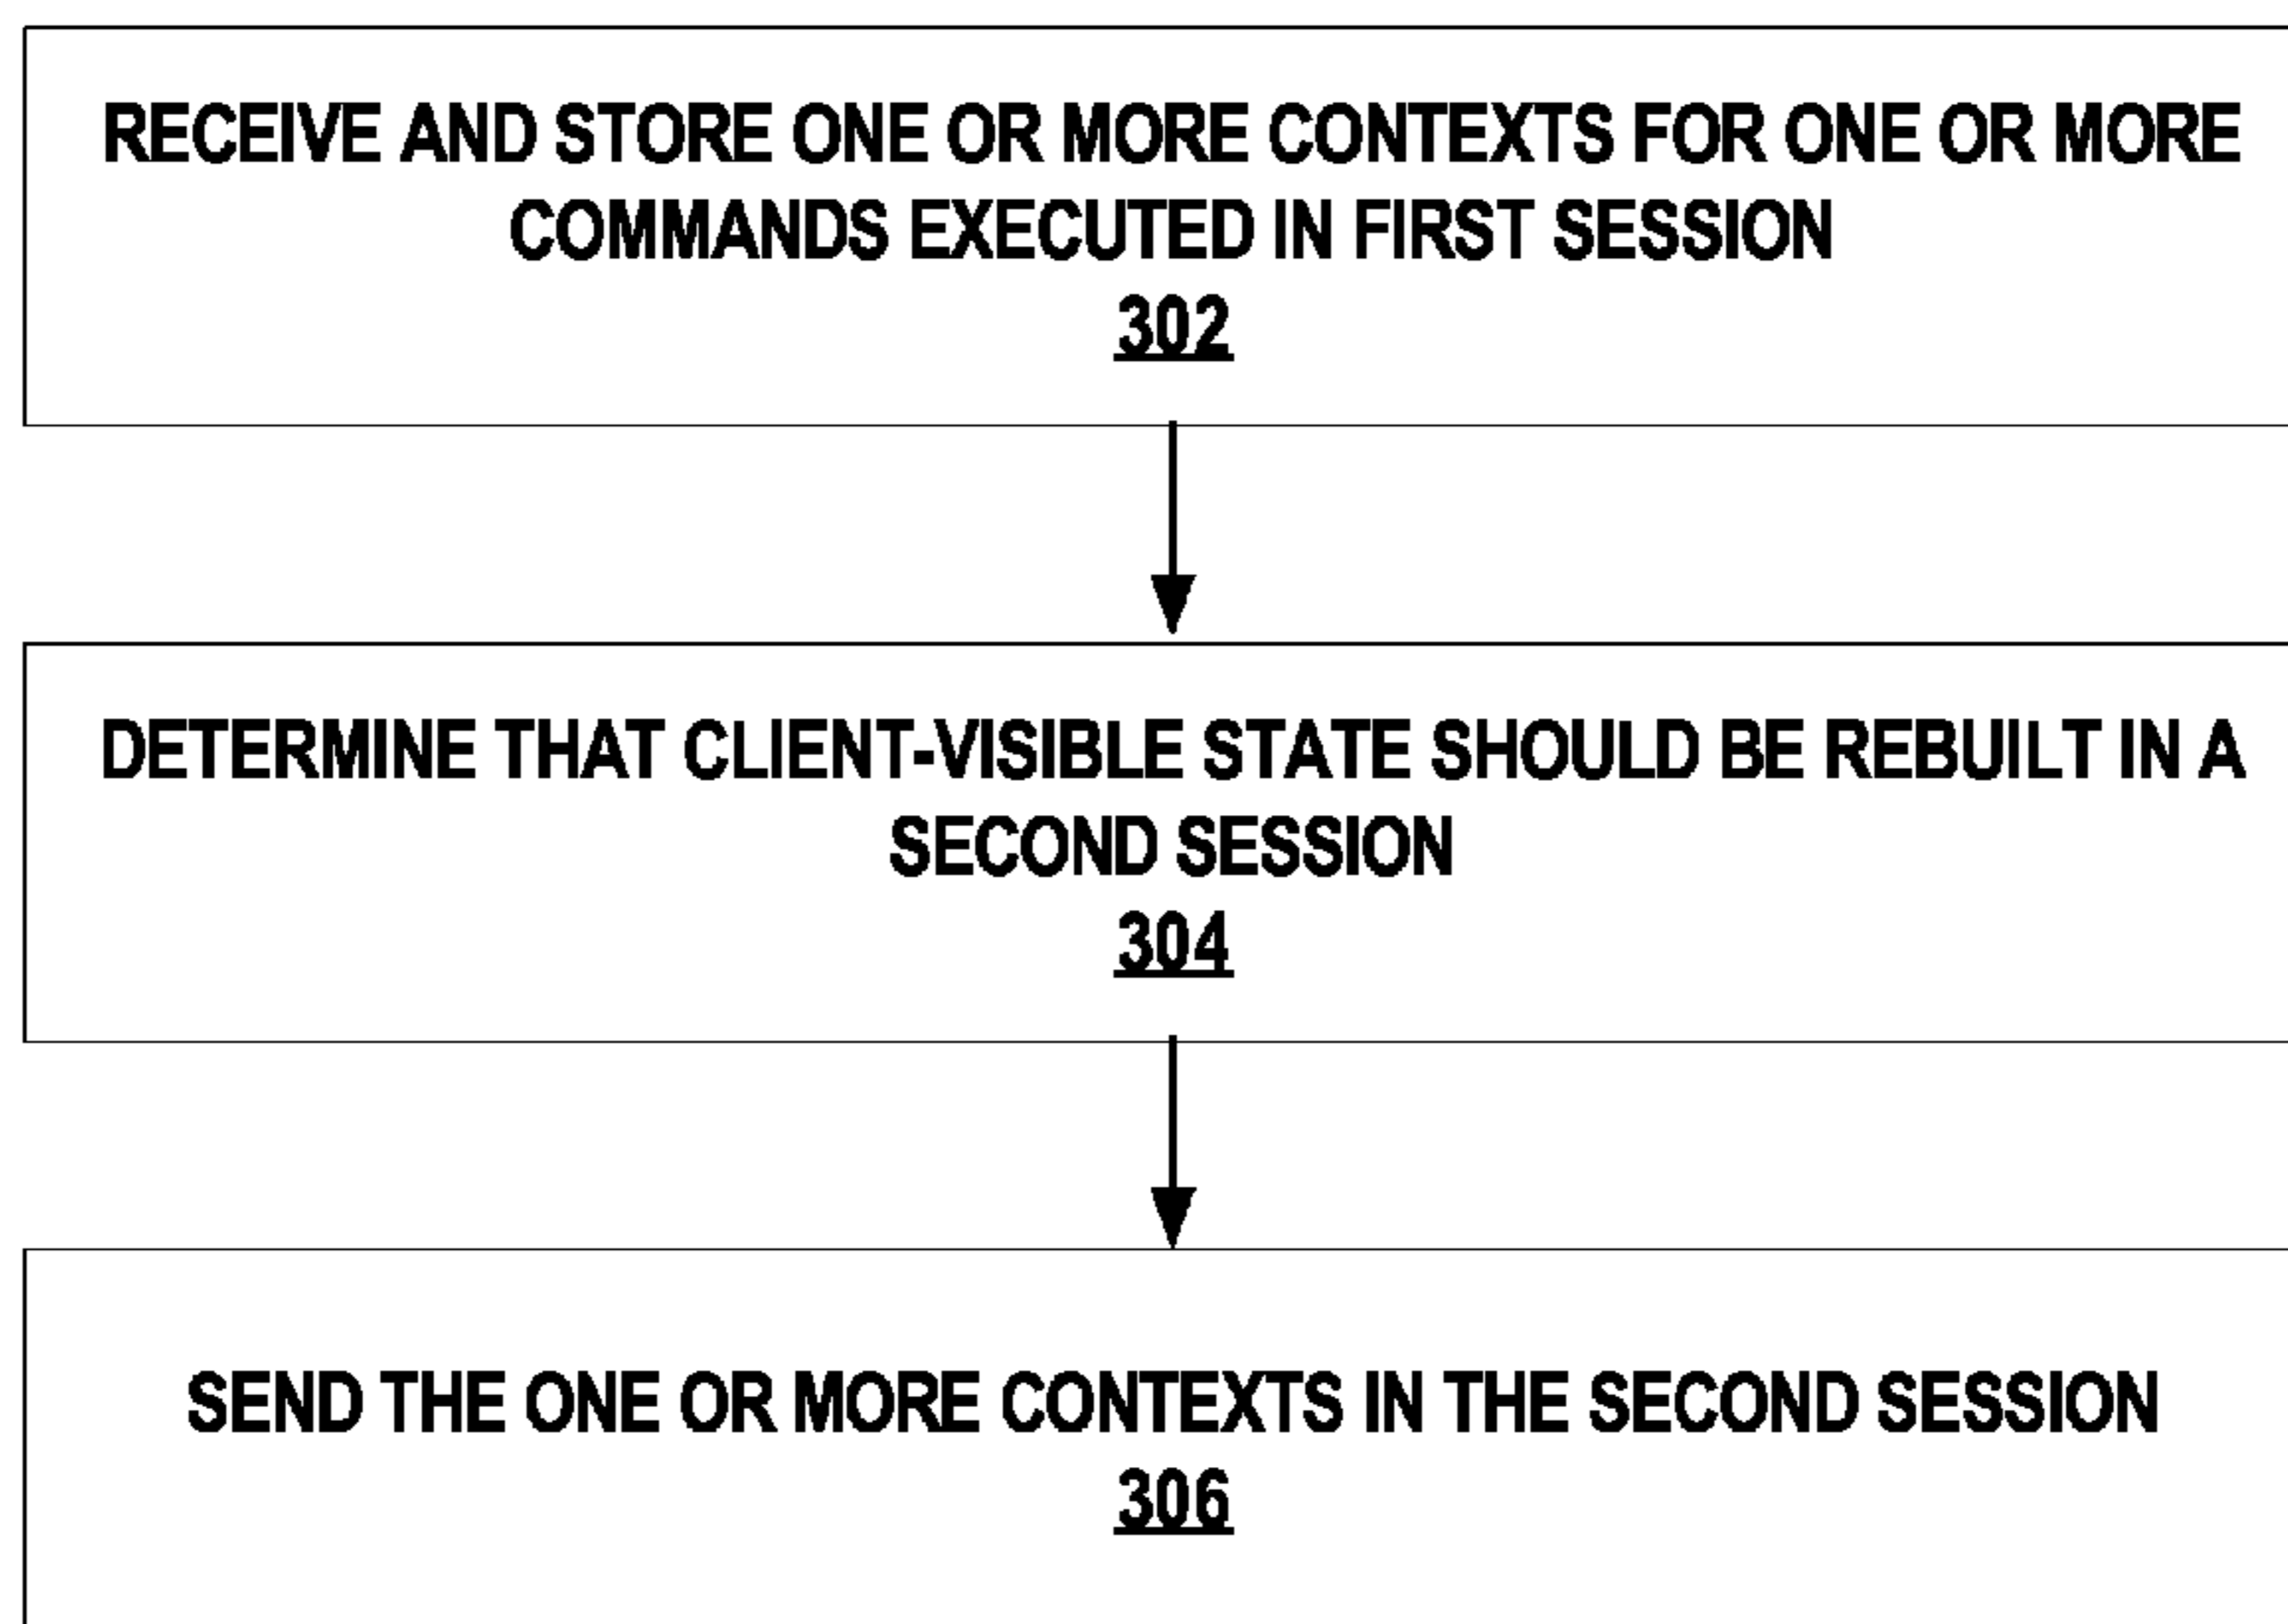 RECEIVE AND STORE ONE OR MORE CONTEXTS FOR ONE OR MORE
COMMANDS EXECUTED IN FIRST SESSION
302
DETERMINE THAT CLIENT-VISIBLE STATE SHOULD BE REBUILT IN A
SECOND SESSION
304
SEND THE ONE OR MORE CONTEXTS IN THE SECOND SESSION
306